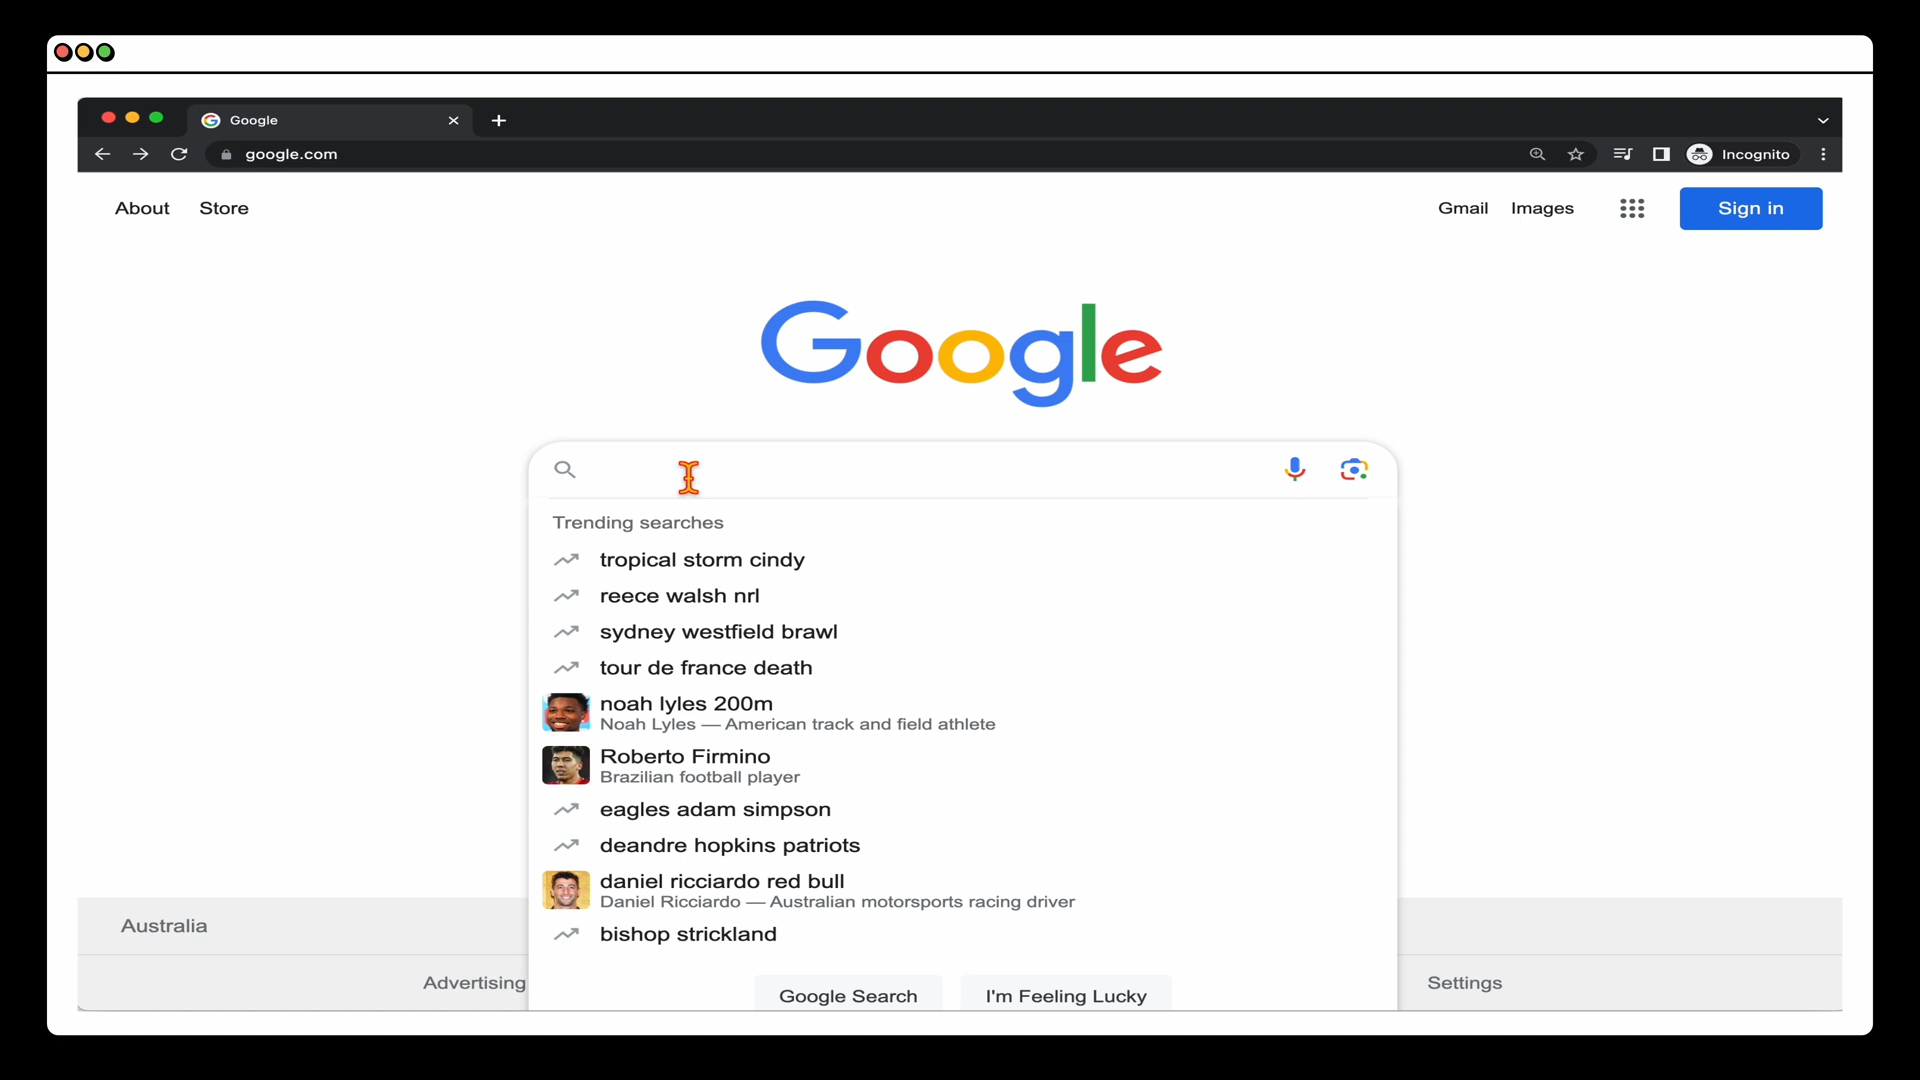 Google
google.com
Incognito
About Store
Gmail Images Sign in
Google
Trending searches
tropical storm cindy
reece walsh nrl
sydney westfield brawl
tour de france death
noah lyles 200m
Noah Lyles — American track and field athlete
Roberto Firmino
Brazilian football player
eagles adam simpson
deandre hopkins patriots
daniel ricciardo red bull
Daniel Ricciardo — Australian motorsports racing driver
bishop strickland
Australia
Advertising
Google Search I'm Feeling Lucky
Settings